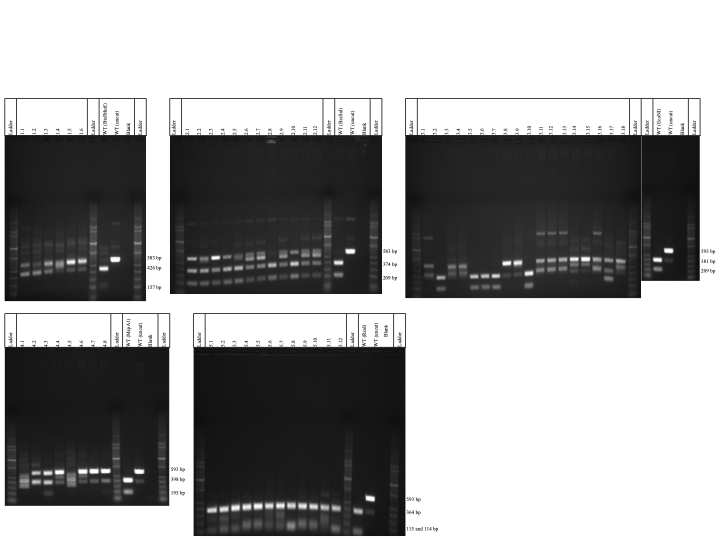 Ladder 1.1 1.2 1.3 1.4 1.5 1.6 Ladder WT (uncut) Blank Ladder
583 bp
426 bp
157 bp
Ladder 2.1 2.2 2.3 2.4 2.5 2.6 2.7 2.8 2.9 2.10 2.11 2.12 Ladder WT (uncut) Blank Ladder
583 bp
374 bp
209 bp
Ladder 3.1 3.2 3.3 3.4 3.5 3.6 3.7 3.8 3.9 3.10 3.11 3.12 3.13 3.14 3.15 3.16 3.17 3.18 Ladder
Ladder WT (uncut) Blank Ladder
593 bp
381 bp
209 bp
Ladder 4.1 4.2 4.3 4.4 4.5 4.6 4.7 4.8 Ladder WT (MspA1) WT (uncut) Blank Ladder
593 bp
398 bp
195 bp
Ladder 5.1 5.2 5.3 5.4 5.5 5.6 5.7 5.8 5.9 5.10 5.11 5.12 Ladder WT (RsaI) WT (uncut) Blank Ladder
593 bp
364 bp
115 and 114 bp